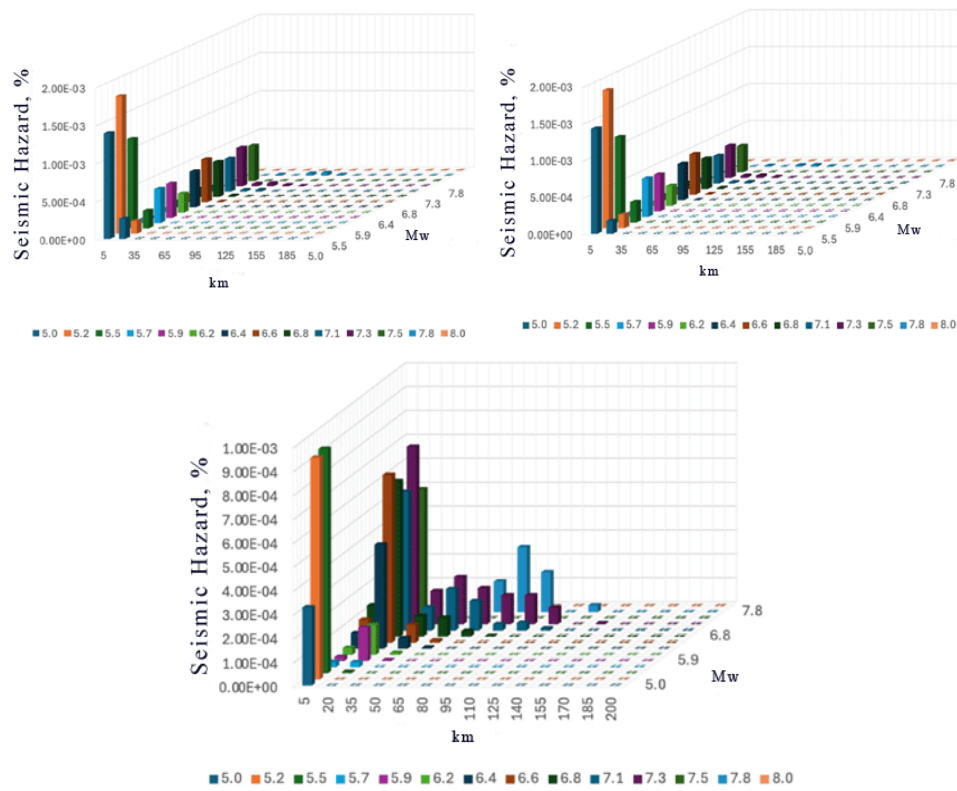 Seismic Hazard, %
2.00E-03
1.50E-03
1.00E-03
5.00E-04
0.00E+00
5 35 65 95 125 155 185 5.0
5.5 5.9 6.4 6.8 7.3 7.8
Mw
km
5.0 5.2 5.5 5.7 5.9 6.2 6.4 6.6 6.8 7.1 7.3 7.5 7.8 8.0
Seismic Hazard, %
2.00E-03
1.50E-03
1.00E-03
5.00E-04
0.00E+00
5 35 65 95 125 155 185 5.0
5.5 5.9 6.4 6.8 7.3 7.8
Mw
km
5.0 5.2 5.5 5.7 5.9 6.2 6.4 6.6 6.8 7.1 7.3 7.5 7.8 8.0
Seismic Hazard, %
1.00E-03
9.00E-04
8.00E-04
7.00E-04
6.00E-04
5.00E-04
4.00E-04
3.00E-04
2.00E-04
1.00E-04
0.00E+00
5 20 35 50 65 80 95 110 125 140 155 170 185 200
5.0 5.9 6.8 7.8
Mw
km
5.0 5.2 5.5 5.7 5.9 6.2 6.4 6.6 6.8 7.1 7.3 7.5 7.8 8.0